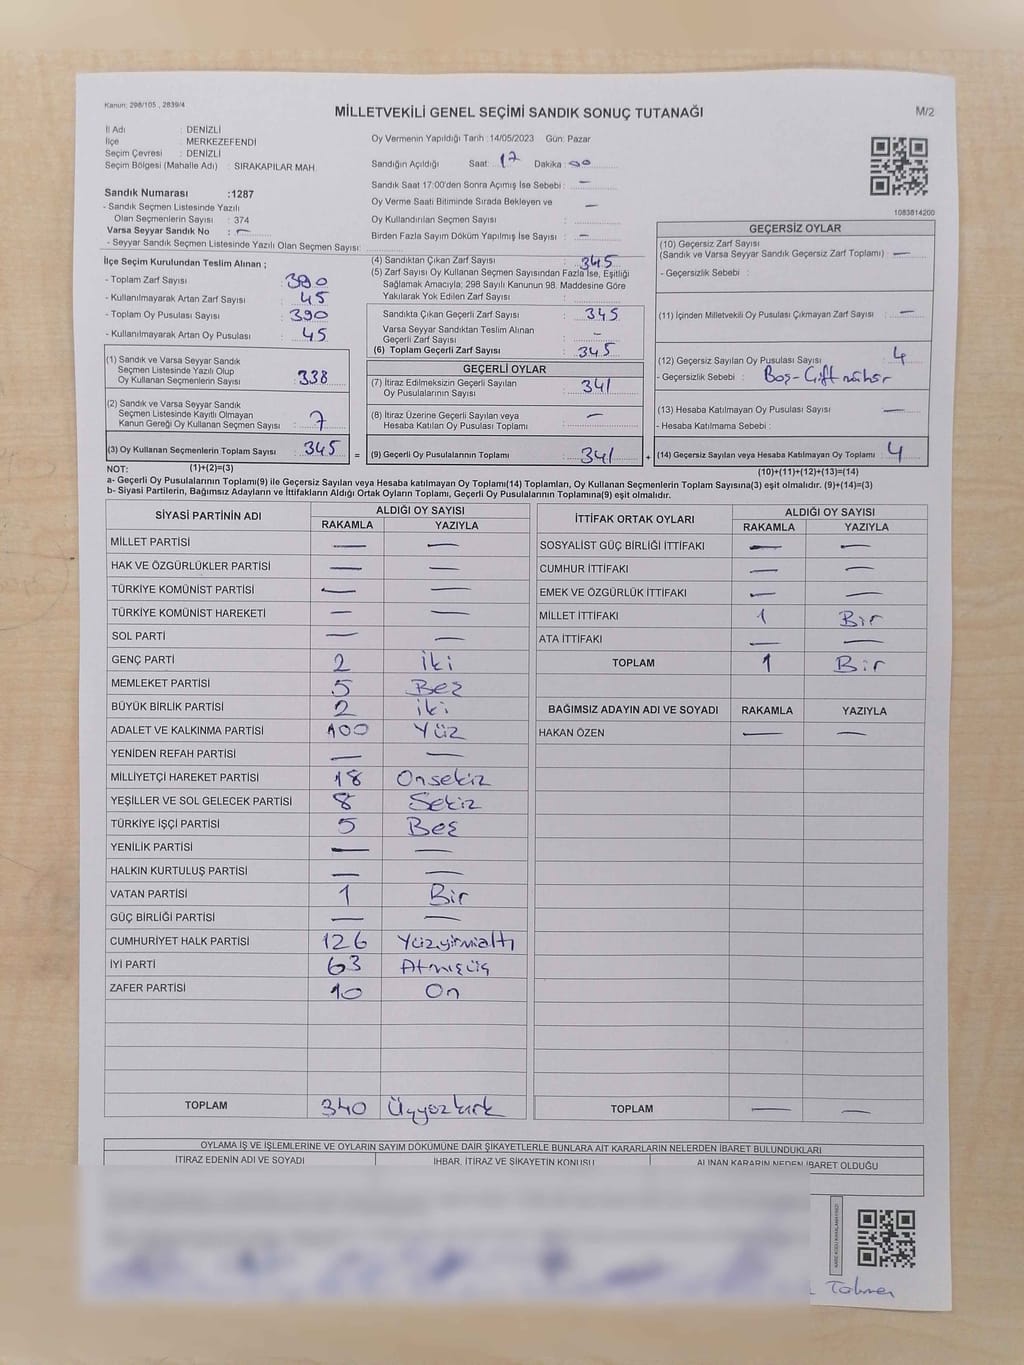 Kanun: 298/105 , 2839/4
MİLLETVEKİLİ GENEL SEÇİMİ SANDIK SONUÇ TUTANAĞI
M/2
İl Adı : DENİZLİ
İlçe : MERKEZEFENDİ
Seçim Çevresi : DENİZLİ
Seçim Bölgesi (Mahalle Adı) : SIRAKAPILAR MAH.
Sandık Numarası :1287
- Sandık Seçmen Listesinde Yazılı
Olan Seçmenlerin Sayısı : 374
Varsa Seyyar Sandık No : —
- Seyyar Sandık Seçmen Listesinde Yazılı Olan Seçmen Sayısı:
Oy Vermenin Yapıldığı Tarih :14/05/2023 Gün: Pazar
Sandığın Açıldığı Saat: 17 Dakika : 00
Sandık Saat 17:00'den Sonra Açımış İse Sebebi : —
Oy Verme Saati Bitiminde Sırada Bekleyen ve —
Oy Kullandırılan Seçmen Sayısı :
Birden Fazla Sayım Döküm Yapılmış İse Sayısı : —
1083814200
İlçe Seçim Kurulundan Teslim Alınan ;
- Toplam Zarf Sayısı : 390
- Kullanılmayarak Artan Zarf Sayısı : 45
- Toplam Oy Pusulası Sayısı : 390
- Kullanılmayarak Artan Oy Pusulası : 45
(1) Sandık ve Varsa Seyyar Sandık
Seçmen Listesinde Yazılı Olup
Oy Kullanan Seçmenlerin Sayısı : 338
(2) Sandık ve Varsa Seyyar Sandık
Seçmen Listesinde Kayıtlı Olmayan
Kanun Gereği Oy Kullanan Seçmen Sayısı : 7
(3) Oy Kullanan Seçmenlerin Toplam Sayısı : 345 =
(4) Sandıktan Çıkan Zarf Sayısı : 345
(5) Zarf Sayısı Oy Kullanan Seçmen Sayısından Fazla İse, Eşitliği
Sağlamak Amacıyla; 298 Sayılı Kanunun 98. Maddesine Göre
Yakılarak Yok Edilen Zarf Sayısı :
Sandıkta Çıkan Geçerli Zarf Sayısı : 345
Varsa Seyyar Sandıktan Teslim Alınan
Geçerli Zarf Sayısı : —
(6) Toplam Geçerli Zarf Sayısı : 345
GEÇERLİ OYLAR
(7) İtiraz Edilmeksizin Geçerli Sayılan
Oy Pusulalarının Sayısı : 341
(8) İtiraz Üzerine Geçerli Sayılan veya
Hesaba Katılan Oy Pusulası Toplamı : —
(9) Geçerli Oy Pusulalarının Toplamı : 341 +
GEÇERSİZ OYLAR
(10) Geçersiz Zarf Sayısı
(Sandık ve Varsa Seyyar Sandık Geçersiz Zarf Toplamı) : —
- Geçersizlik Sebebi :
(11) İçinden Milletvekili Oy Pusulası Çıkmayan Zarf Sayısı : —
(12) Geçersiz Sayılan Oy Pusulası Sayısı : 4
- Geçersizlik Sebebi : Boş-Çift mühür
(13) Hesaba Katılmayan Oy Pusulası Sayısı : —
- Hesaba Katılmama Sebebi :
(14) Geçersiz Sayılan veya Hesaba Katılmayan Oy Toplamı : 4
NOT: (1)+(2)=(3)
(10)+(11)+(12)+(13)=(14)
a- Geçerli Oy Pusulalarının Toplamı(9) ile Geçersiz Sayılan veya Hesaba katılmayan Oy Toplamı(14) Toplamları, Oy Kullanan Seçmenlerin Toplam Sayısına(3) eşit olmalıdır. (9)+(14)=(3)
b- Siyasi Partilerin, Bağımsız Adayların ve İttifakların Aldığı Ortak Oyların Toplamı, Geçerli Oy Pusulalarının Toplamına(9) eşit olmalıdır.
SİYASİ PARTİNİN ADI ALDIĞI OY SAYISI
RAKAMLA YAZIYLA
MİLLET PARTİSİ — —
HAK VE ÖZGÜRLÜKLER PARTİSİ — —
TÜRKİYE KOMÜNİST PARTİSİ — —
TÜRKİYE KOMÜNİST HAREKETİ — —
SOL PARTİ — —
GENÇ PARTİ 2 İki
MEMLEKET PARTİSİ 5 Beş
BÜYÜK BİRLİK PARTİSİ 2 iki
ADALET VE KALKINMA PARTİSİ 100 Yüz
YENİDEN REFAH PARTİSİ — —
MİLLİYETÇİ HAREKET PARTİSİ 18 Onsekiz
YEŞİLLER VE SOL GELECEK PARTİSİ 8 Sekiz
TÜRKİYE İŞÇİ PARTİSİ 5 Beş
YENİLİK PARTİSİ — —
HALKIN KURTULUŞ PARTİSİ — —
VATAN PARTİSİ 1 Bir
GÜÇ BİRLİĞİ PARTİSİ — —
CUMHURİYET HALK PARTİSİ 126 Yüzyirmialtı
İYİ PARTİ 63 Atmışüç
ZAFER PARTİSİ 10 On
TOPLAM 340 Üçyüzkırk
İTTİFAK ORTAK OYLARI ALDIĞI OY SAYISI
RAKAMLA YAZIYLA
SOSYALİST GÜÇ BİRLİĞİ İTTİFAKI — —
CUMHUR İTTİFAKI — —
EMEK VE ÖZGÜRLÜK İTTİFAKI — —
MİLLET İTTİFAKI 1 Bir
ATA İTTİFAKI — —
TOPLAM 1 Bir
BAĞIMSIZ ADAYIN ADI VE SOYADI RAKAMLA YAZIYLA
HAKAN ÖZEN — —
TOPLAM — —
OYLAMA İŞ VE İŞLEMLERİNE VE OYLARIN SAYIM DÖKÜMÜNE DAİR ŞİKAYETLERLE BUNLARA AİT KARARLARIN NELERDEN İBARET BULUNDUKLARI
İTİRAZ EDENİN ADI VE SOYADI İHBAR, İTİRAZ VE ŞİKAYETİN KONUSU ALINAN KARARIN NEDEN İBARET OLDUĞU